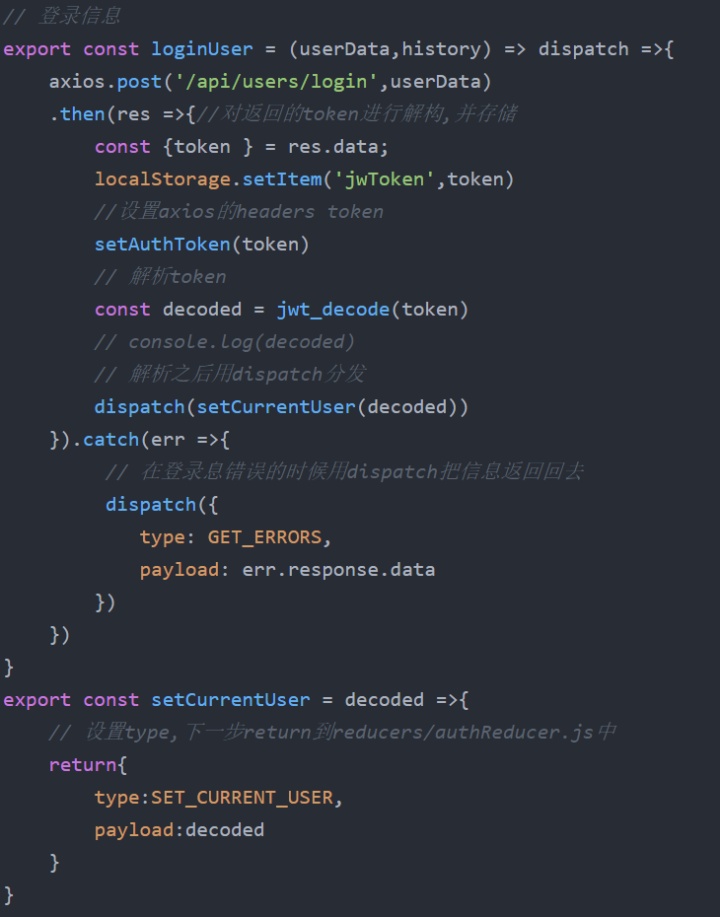 // 登录信息
export const loginUser = (userData,history) => dispatch =>{
    axios.post('/api/users/login',userData)
    .then(res =>{//对返回的token进行解构,并存储
        const {token } = res.data;
        localStorage.setItem('jwToken',token)
        //设置axios的headers token
        setAuthToken(token)
        // 解析token
        const decoded = jwt_decode(token)
        // console.log(decoded)
        // 解析之后用dispatch分发
        dispatch(setCurrentUser(decoded))
    }).catch(err =>{
         // 在登录息错误的时候用dispatch把信息返回回去
         dispatch({
            type: GET_ERRORS,
            payload: err.response.data
        })
    })
}
export const setCurrentUser = decoded =>{
    // 设置type,下一步return到reducers/authReducer.js中
    return{
        type:SET_CURRENT_USER,
        payload:decoded
    }
}